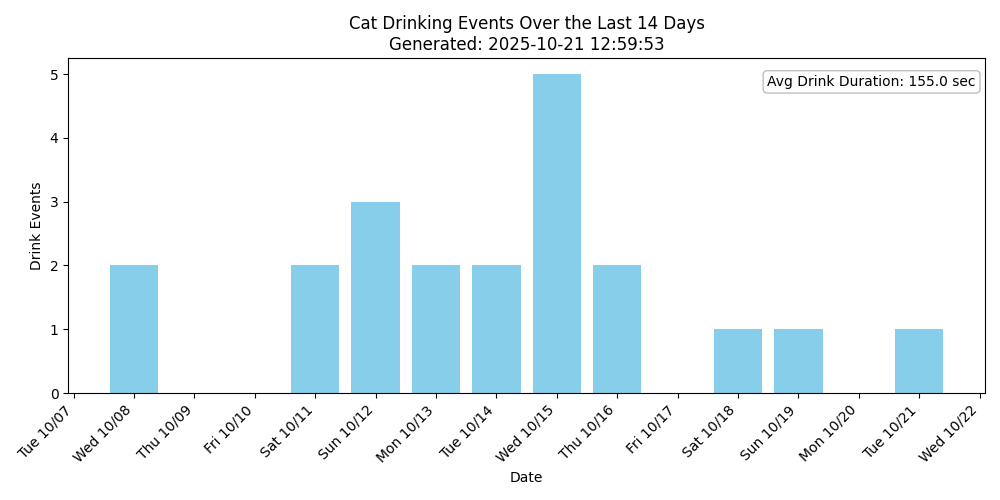 Cat Drinking Events Over the Last 14 Days
Generated: 2025-10-21 12:59:53
Avg Drink Duration: 155.0 sec
Drink Events
5
4
3
2
1
0
Tue 10/07
Wed 10/08
Thu 10/09
Fri 10/10
Sat 10/11
Sun 10/12
Mon 10/13
Tue 10/14
Wed 10/15
Thu 10/16
Fri 10/17
Sat 10/18
Sun 10/19
Mon 10/20
Tue 10/21
Wed 10/22
Date